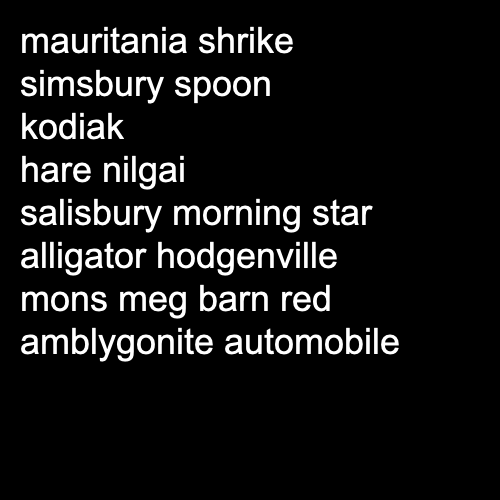 mauritania shrike
simsbury spoon
kodiak
hare nilgai
salisbury morning star
alligator hodgenville
mons meg barn red
amblygonite automobile